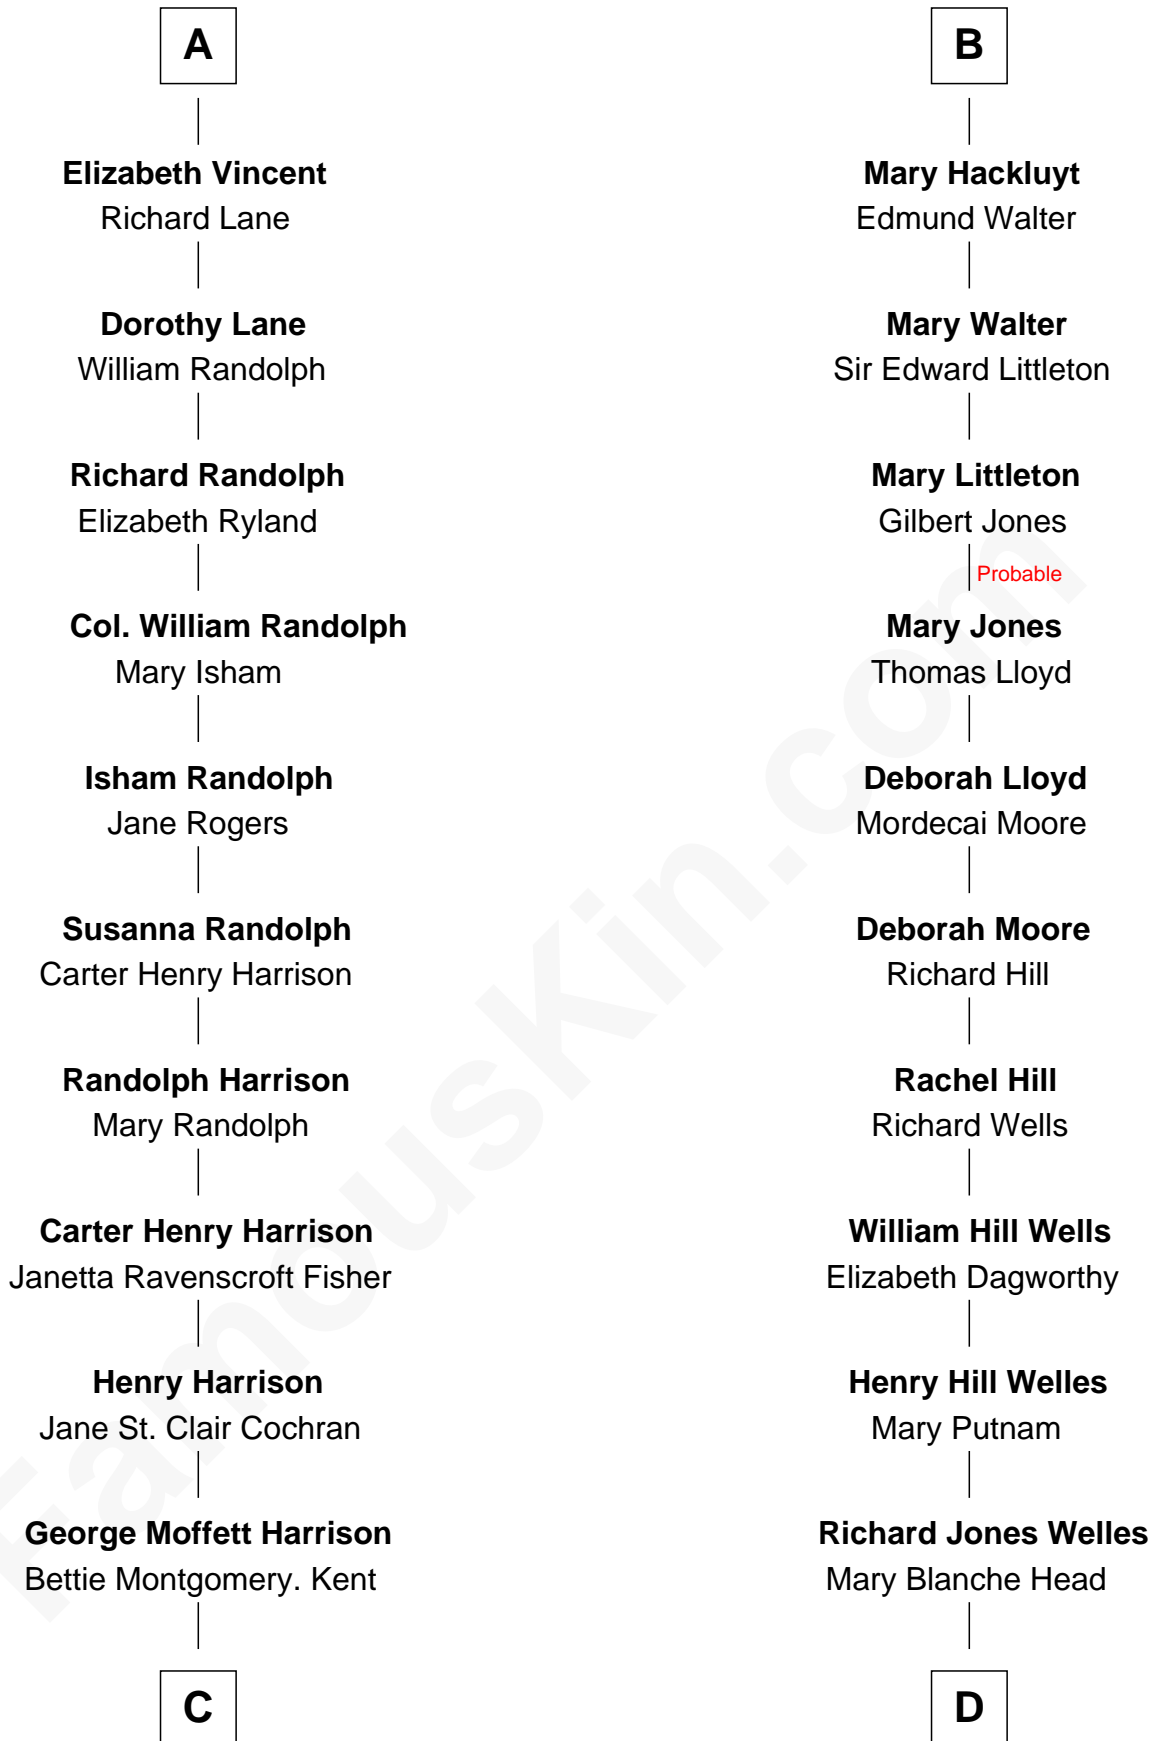 A
Elizabeth Vincent
Richard Lane
Dorothy Lane
William Randolph
Richard Randolph
Elizabeth Ryland
Col. William Randolph
Mary Isham
Isham Randolph
Jane Rogers
Susanna Randolph
Carter Henry Harrison
Randolph Harrison
Mary Randolph
Carter Henry Harrison
Janetta Ravenscroft Fisher
Henry Harrison
Jane St. Clair Cochran
George Moffett Harrison
Bettie Montgomery. Kent
C
B
Mary Hackluyt
Edmund Walter
Mary Walter
Sir Edward Littleton
Mary Littleton
Gilbert Jones
Probable
Mary Jones
Thomas Lloyd
Deborah Lloyd
Mordecai Moore
Deborah Moore
Richard Hill
Rachel Hill
Richard Wells
William Hill Wells
Elizabeth Dagworthy
Henry Hill Welles
Mary Putnam
Richard Jones Welles
Mary Blanche Head
D
FamousKin.com